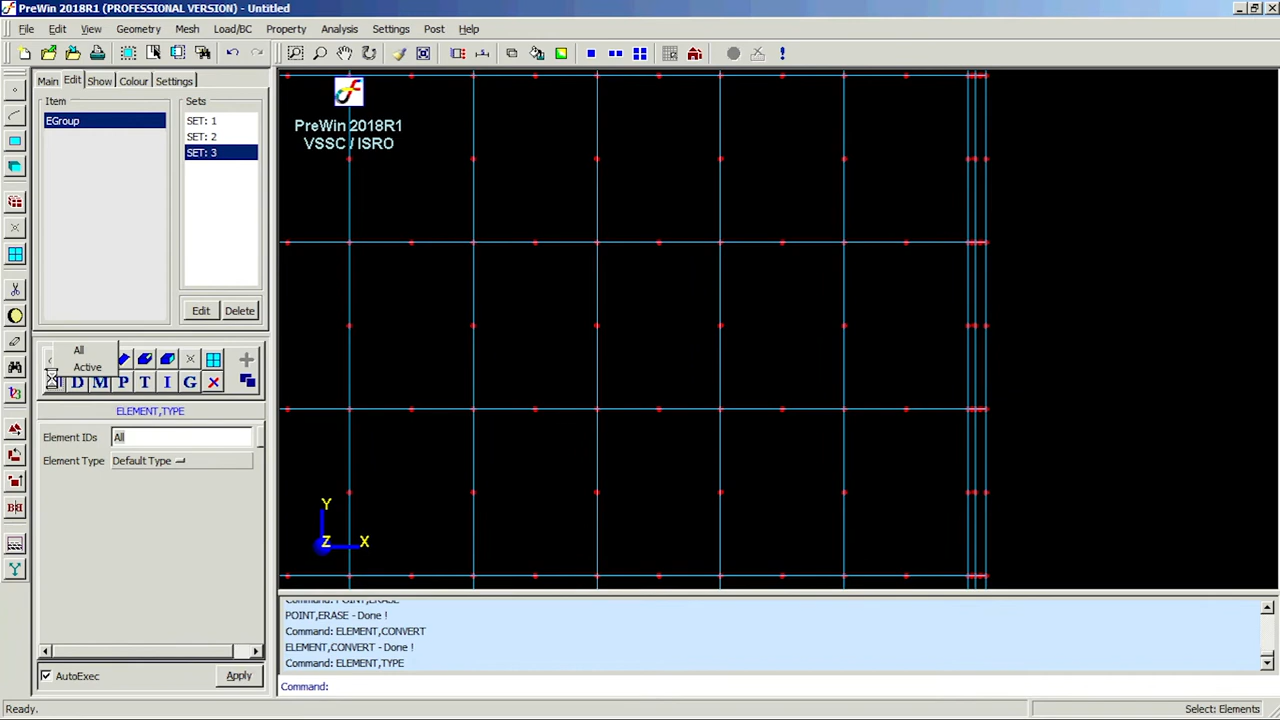 PreWin 2018R1 (PROFESSIONAL VERSION) - Untitled
File Edit View Geometry Mesh Load/BC Property Analysis Settings Post Help
Main Edit Show Colour Settings
Item Sets
EGroup SET: 1
SET: 2
SET: 3
Edit Delete
All
Active
D M P T I G
ELEMENT,TYPE
Element IDs All
Element Type Default Type
AutoExec Apply
PreWin 2018R1
VSSC / ISRO
Y
Z X
Command: POINT,ERASE
POINT,ERASE - Done !
Command: ELEMENT,CONVERT
ELEMENT,CONVERT - Done !
Command: ELEMENT,TYPE
Command:
Ready. Select: Elements